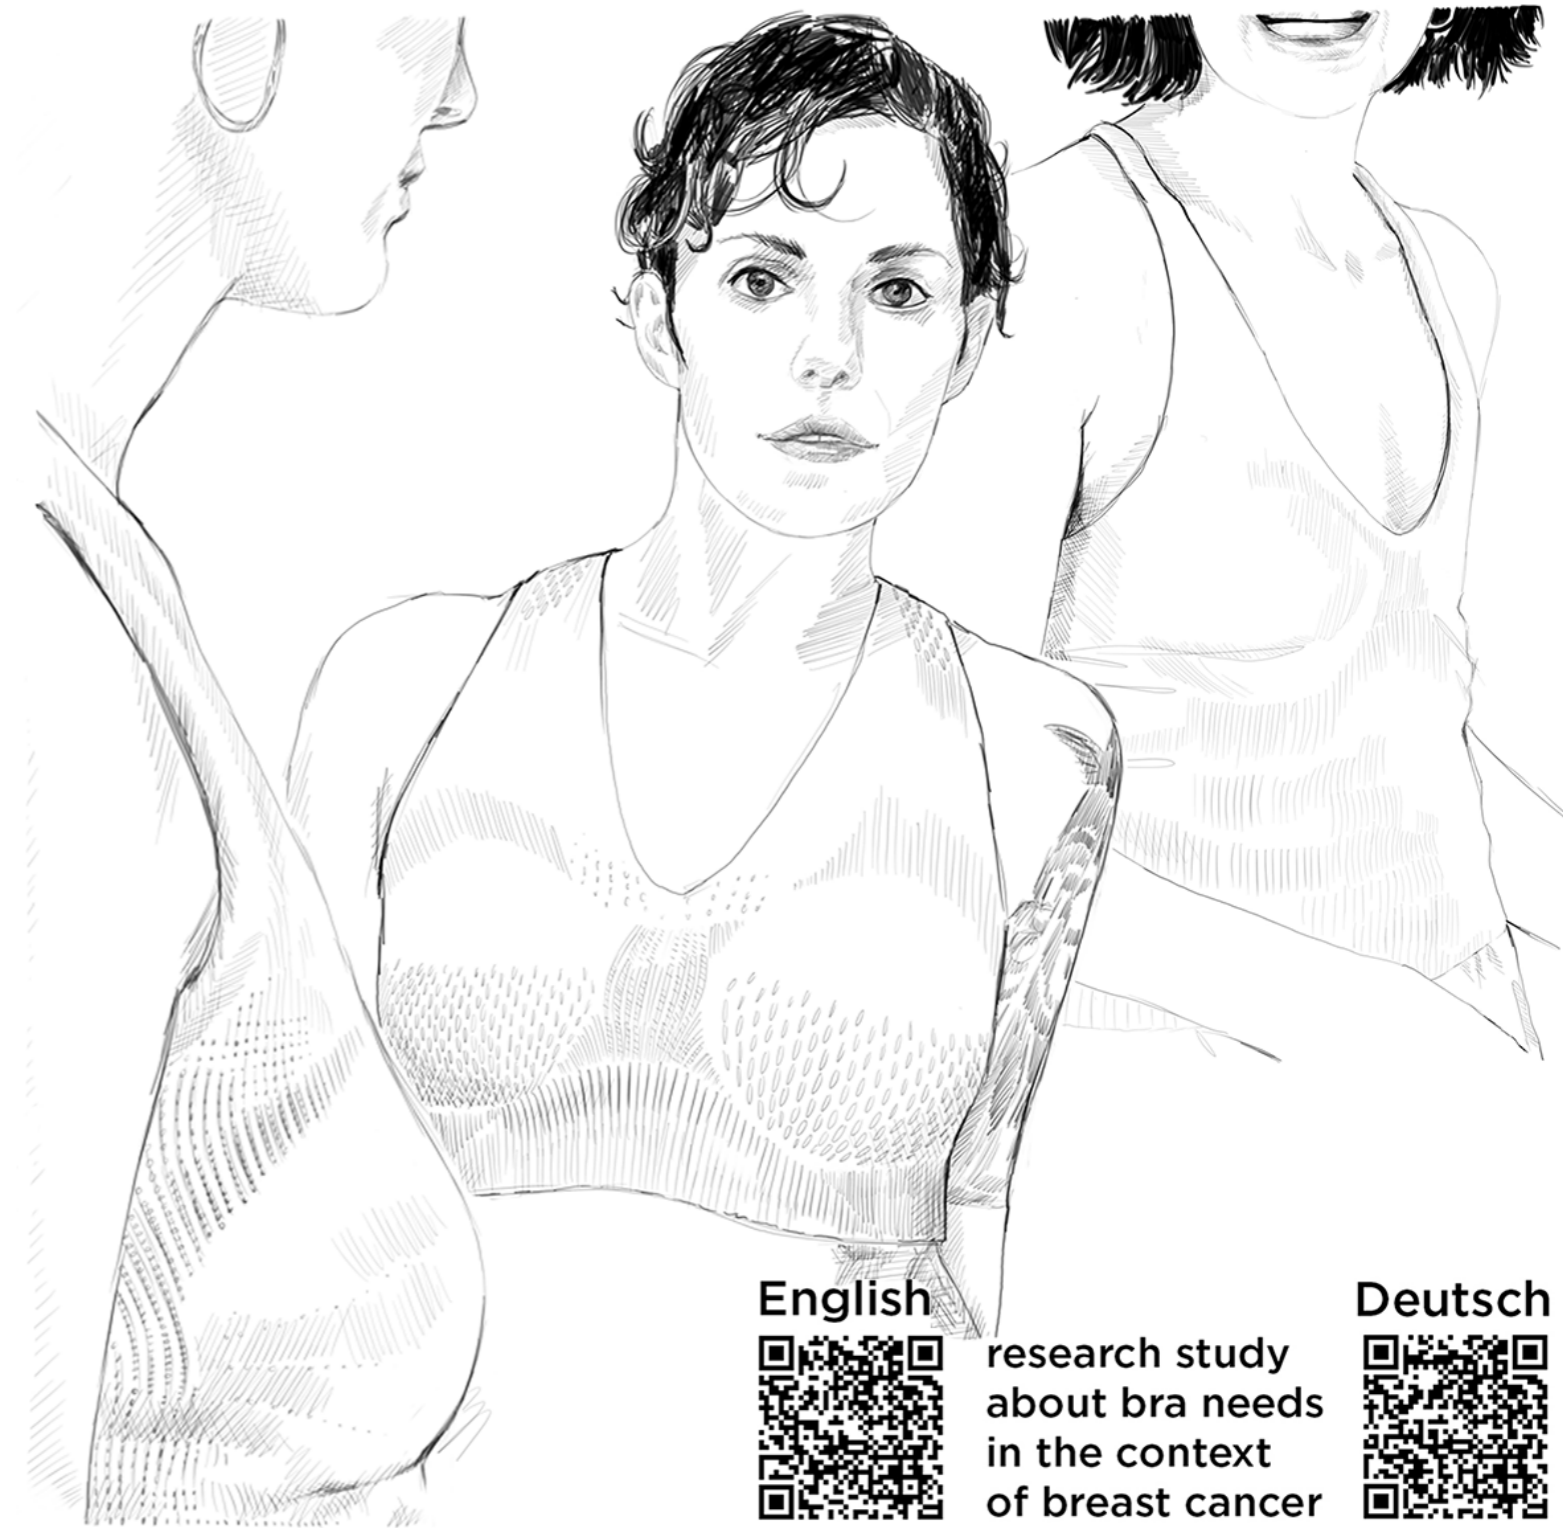 English
Deutsch
research study
about bra needs
in the context
of breast cancer